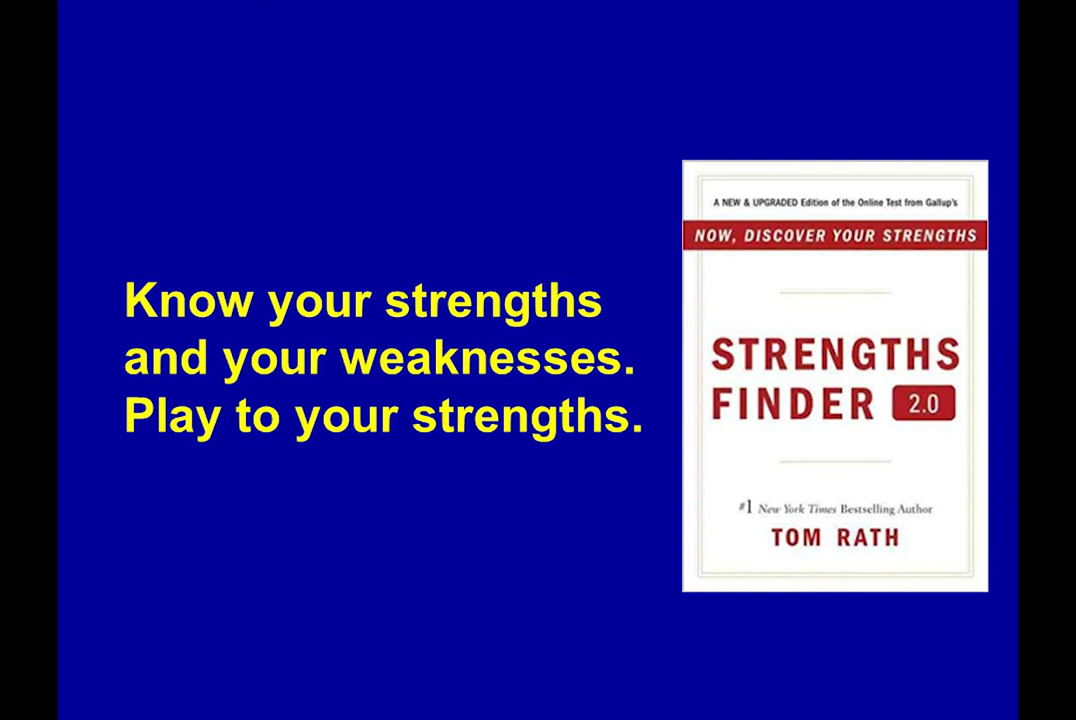 Know your strengths
and your weaknesses.
Play to your strengths.
A NEW & UPGRADED Edition of the Online Test from Gallup's
NOW, DISCOVER YOUR STRENGTHS
STRENGTHS
FINDER 2.0
#1 New York Times Bestselling Author
TOM RATH